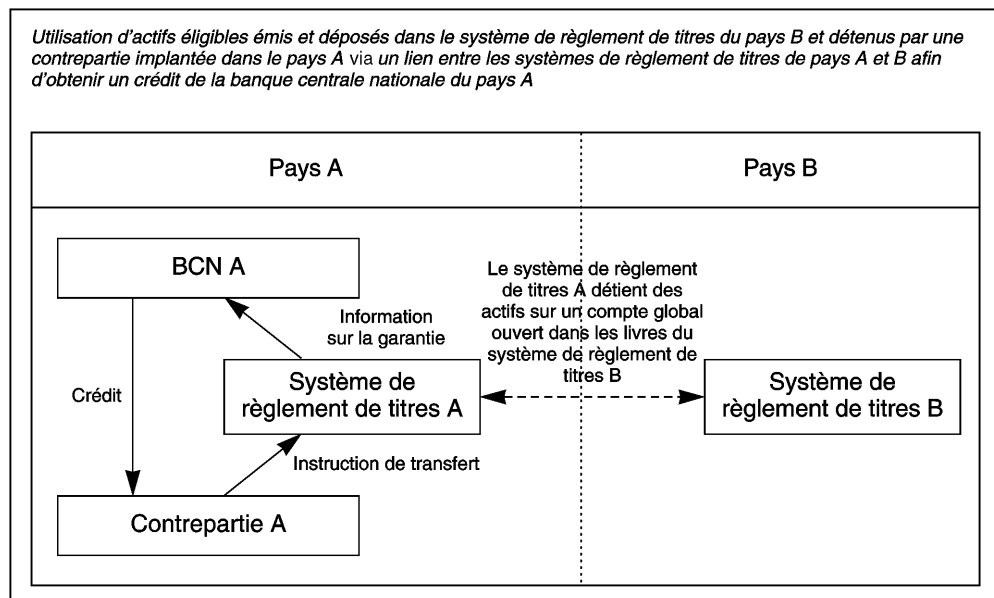 Utilisation d'actifs éligibles émis et déposés dans le système de règlement de titres du pays B et détenus par une
contrepartie implantée dans le pays A via un lien entre les systèmes de règlement de titres de pays A et B afin
d'obtenir un crédit de la banque centrale nationale du pays A
Pays A
Pays B
BCN A
Information
sur la garantie
Le système de règlement
de titres A détient des
actifs sur un compte global
ouvert dans les livres du
système de règlement de
titres B
Crédit
Système de
règlement de titres A
Système de
règlement de titres B
Instruction de transfert
Contrepartie A